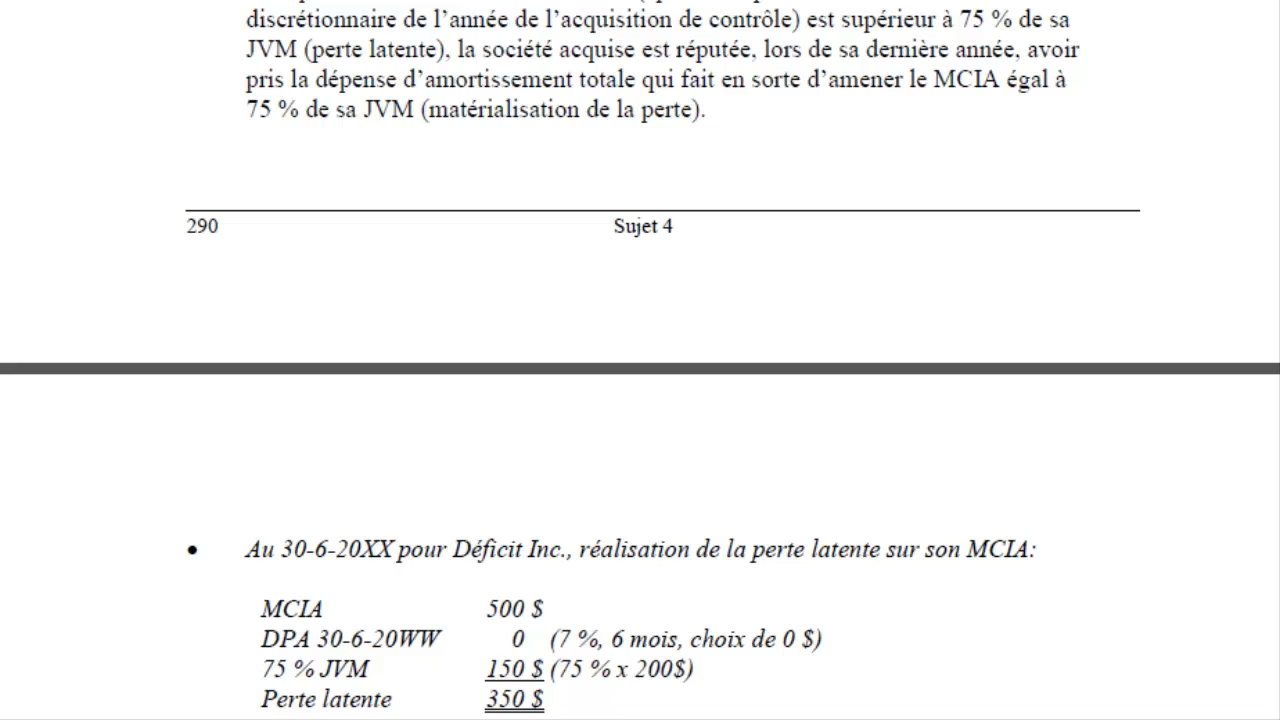 discrétionnaire de l'année de l'acquisition de contrôle) est supérieur à 75 % de sa
JVM (perte latente), la société acquise est réputée, lors de sa dernière année, avoir
pris la dépense d'amortissement totale qui fait en sorte d'amener le MCIA égal à
75 % de sa JVM (matérialisation de la perte).
290 Sujet 4
• Au 30-6-20XX pour Déficit Inc., réalisation de la perte latente sur son MCIA:
MCIA 500 $
DPA 30-6-20WW 0 (7 %, 6 mois, choix de 0 $)
75 % JVM 150 $ (75 % x 200$)
Perte latente 350 $